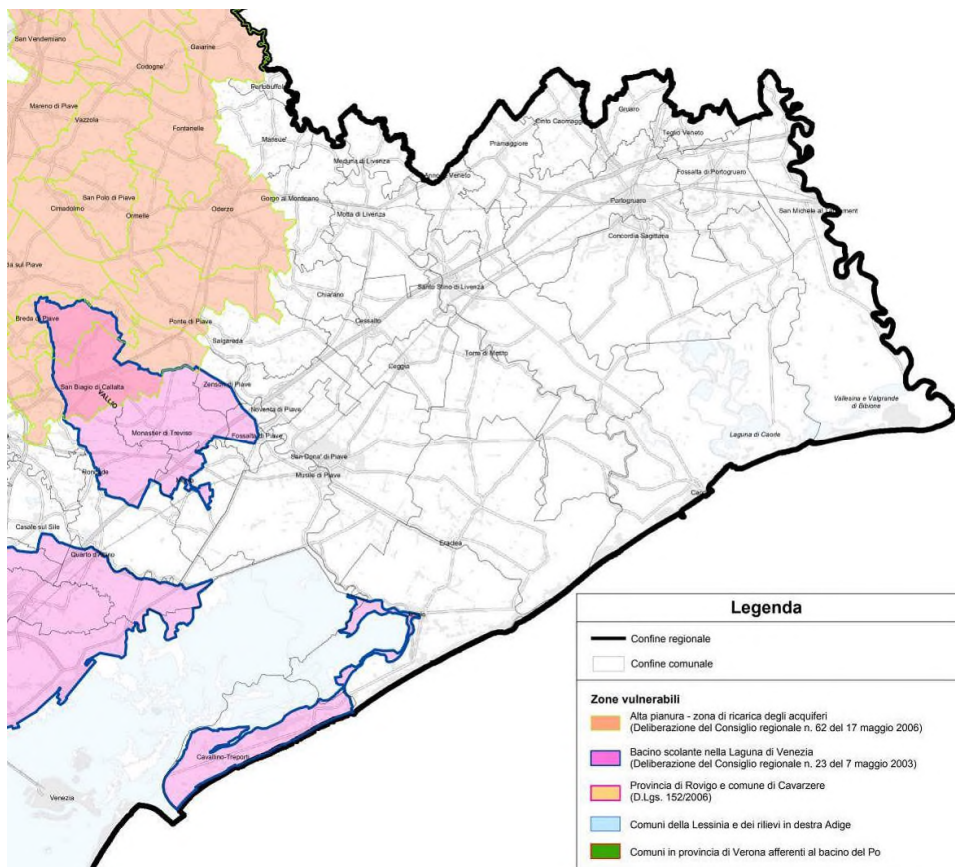 San Vendemiano
Gaiarine
Codogne'
Portobuffolè
Mareno di Piave
Vazzola
Fontanelle
Mansue'
Cinto Caomaggiore
Gruaro
Teglio Veneto
Pramaggiore
Meduna di Livenza
Annone Veneto
Fossalta di Portogruaro
San Polo di Piave
Cimadolmo
Ormelle
Oderzo
Gorgo al Monticano
Motta di Livenza
Portogruaro
San Michele al Tagliamento
Concordia Sagittaria
da sul Piave
Santo Stino di Livenza
Chiarano
Cessalto
Breda di Piave
Ponte di Piave
Salgareda
Torre di Mosto
Ceggia
San Biagio di Callalta
VALLIO
Zenson di Piave
Noventa di Piave
Vallesina e Valgrande
di Bibione
Monastier di Treviso
Fossalta di Piave
Laguna di Caorle
San Dona' di Piave
Roncade
Meolo
Musile di Piave
Casale sul Sile
Quarto d'Altino
Eraclea
Cavallino-Treporti
Venezia
Legenda
Confine regionale
Confine comunale
Zone vulnerabili
Alta pianura - zona di ricarica degli acquiferi
(Deliberazione del Consiglio regionale n. 62 del 17 maggio 2006)
Bacino scolante nella Laguna di Venezia
(Deliberazione del Consiglio regionale n. 23 del 7 maggio 2003)
Provincia di Rovigo e comune di Cavarzere
(D.Lgs. 152/2006)
Comuni della Lessinia e dei rilievi in destra Adige
Comuni in provincia di Verona afferenti al bacino del Po